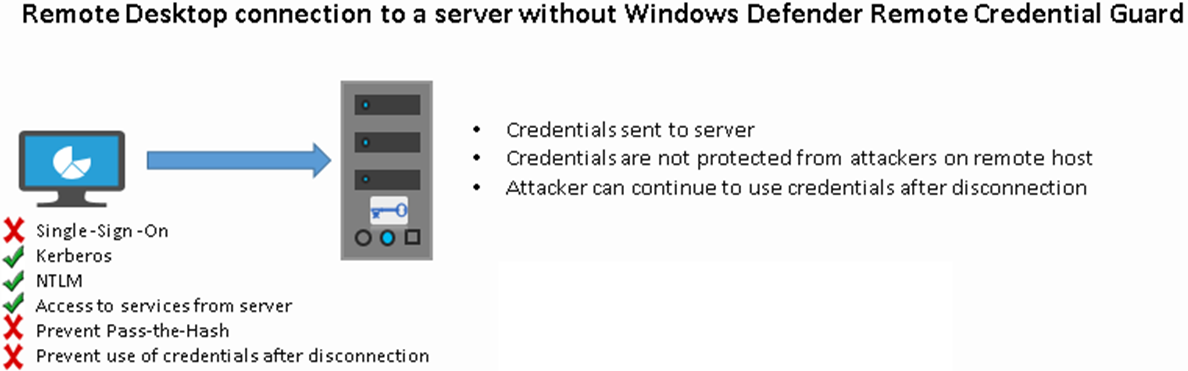 Remote Desktop connection to a server without Windows Defender Remote Credential Guard
• Credentials sent to server
• Credentials are not protected from attackers on remote host
• Attacker can continue to use credentials after disconnection
Single-Sign-On
Kerberos
NTLM
Access to services from server
Prevent Pass-the-Hash
Prevent use of credentials after disconnection